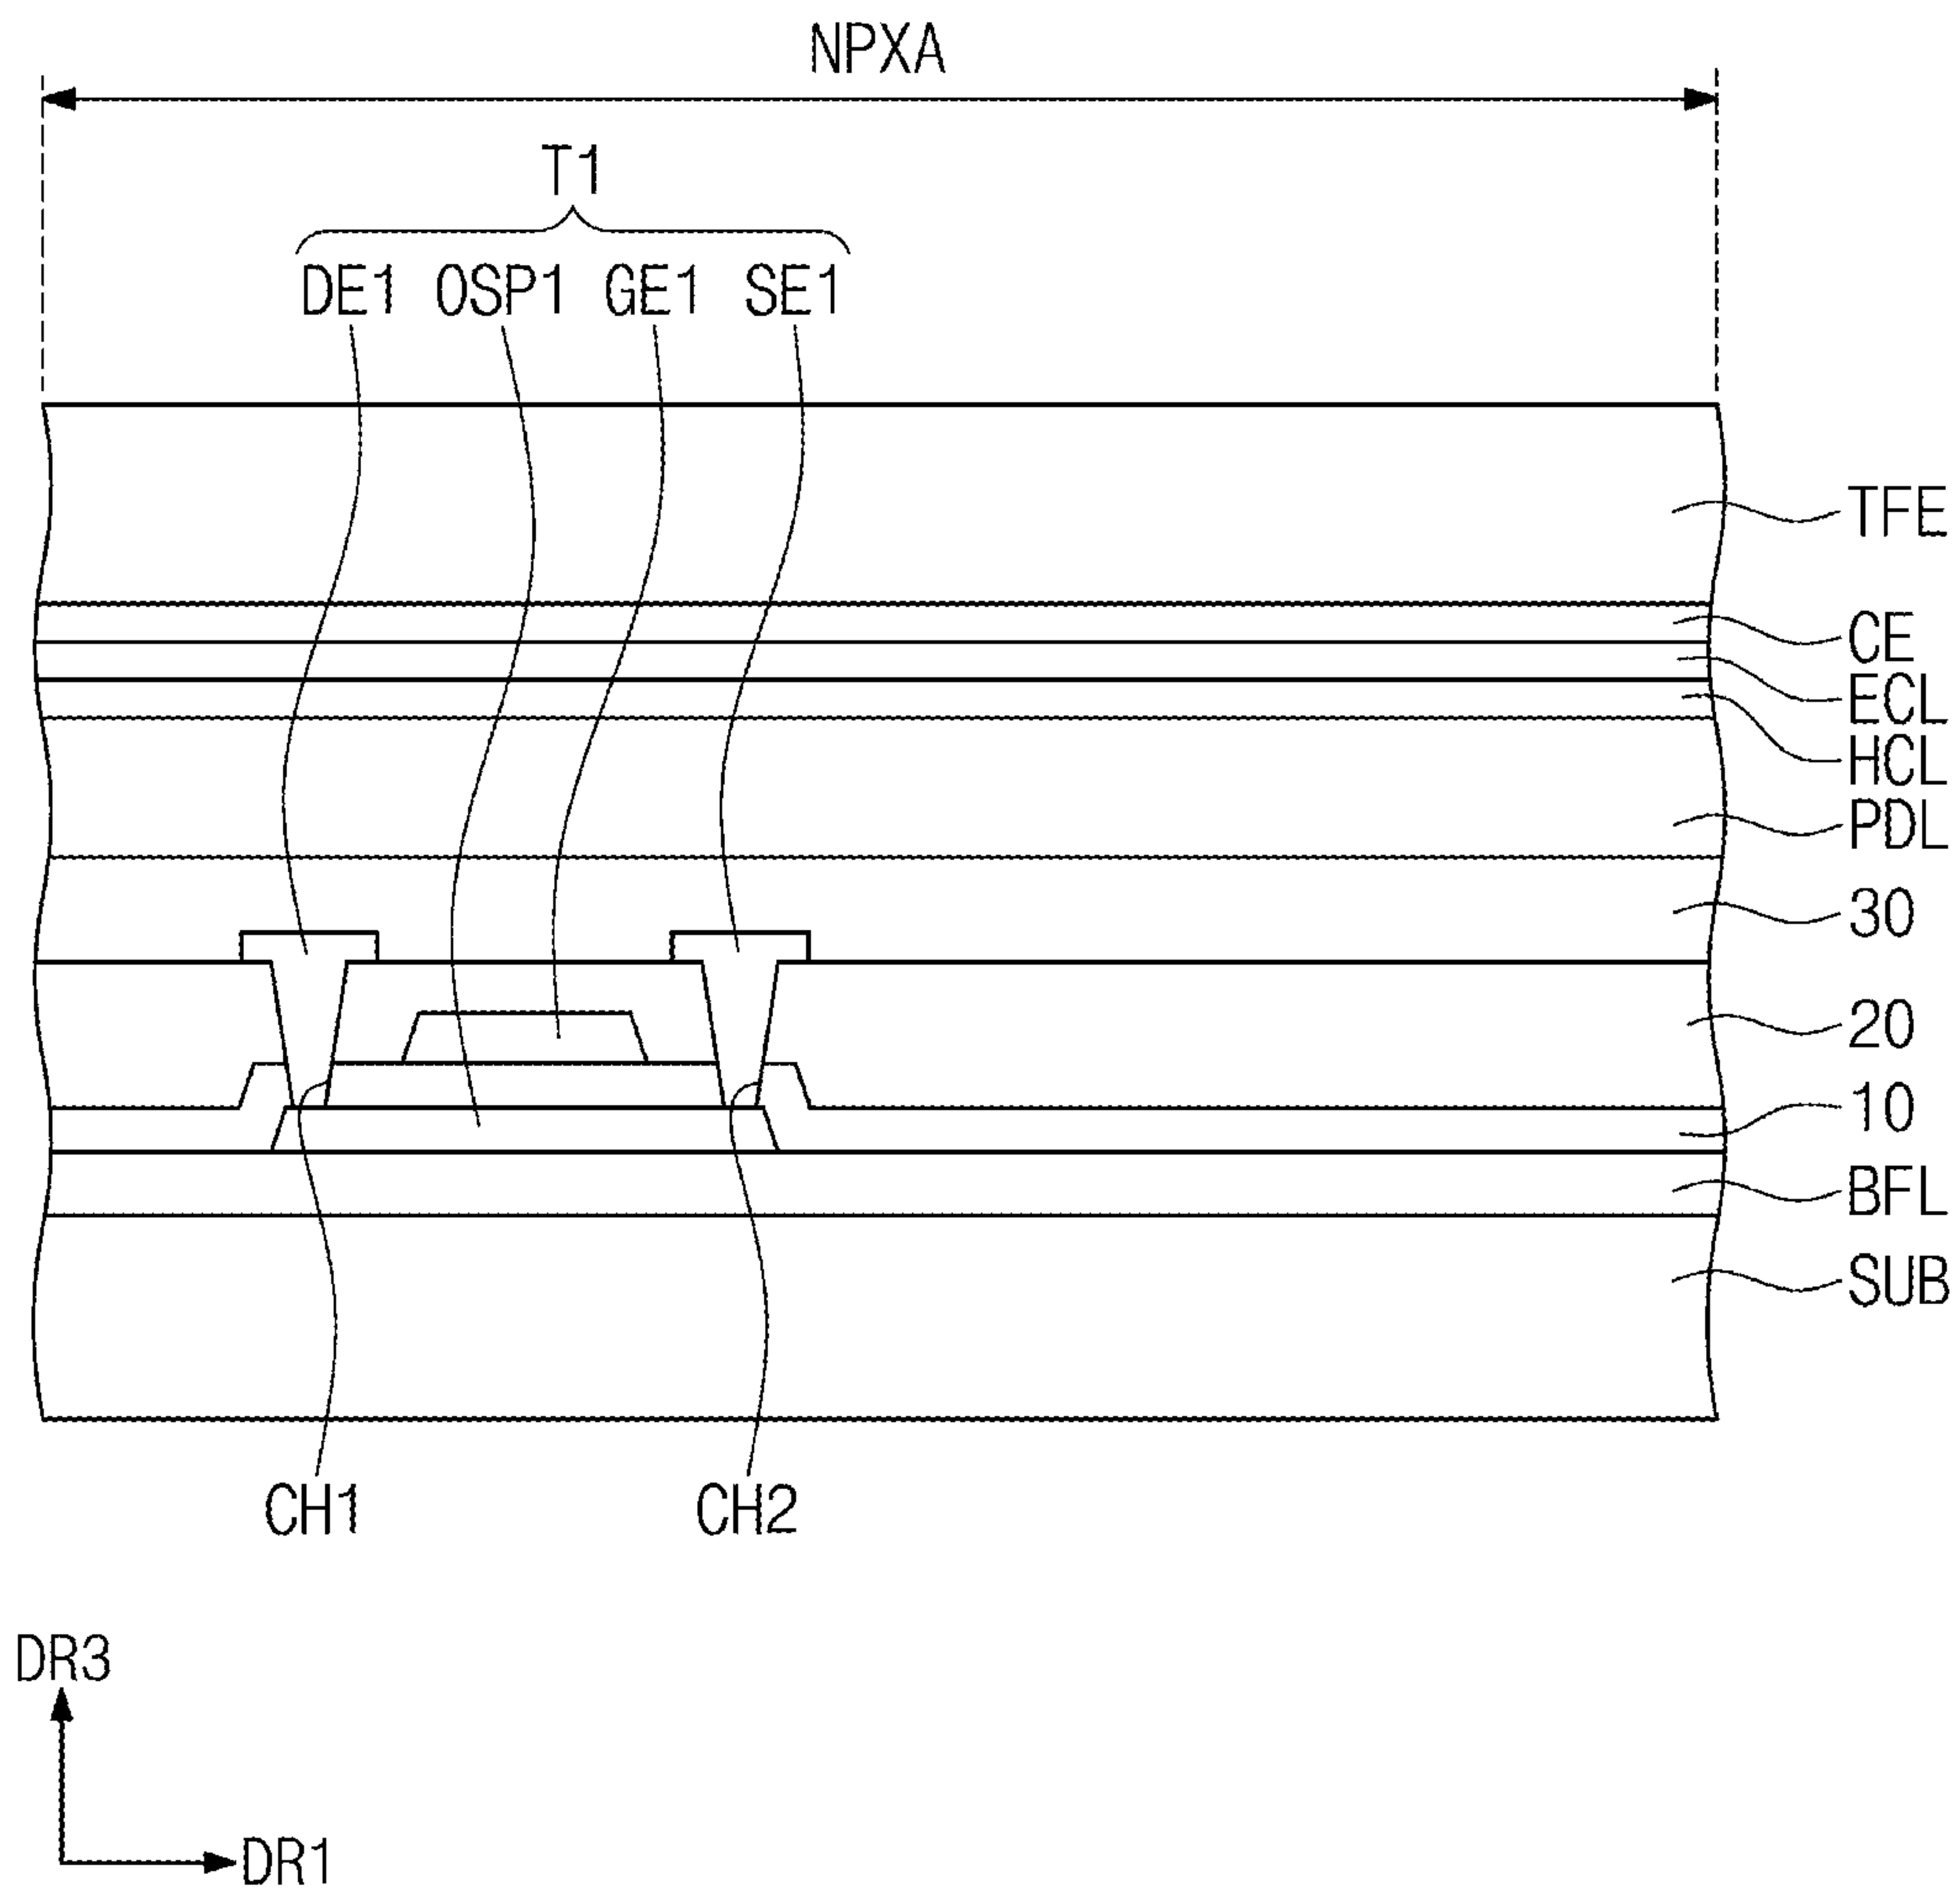 NPXA
T1
DE1 OSP1 GE1 SE1
TFE
CE
ECL
HCL
PDL
30
20
10
BFL
SUB
CH1 CH2
DR3
DR1